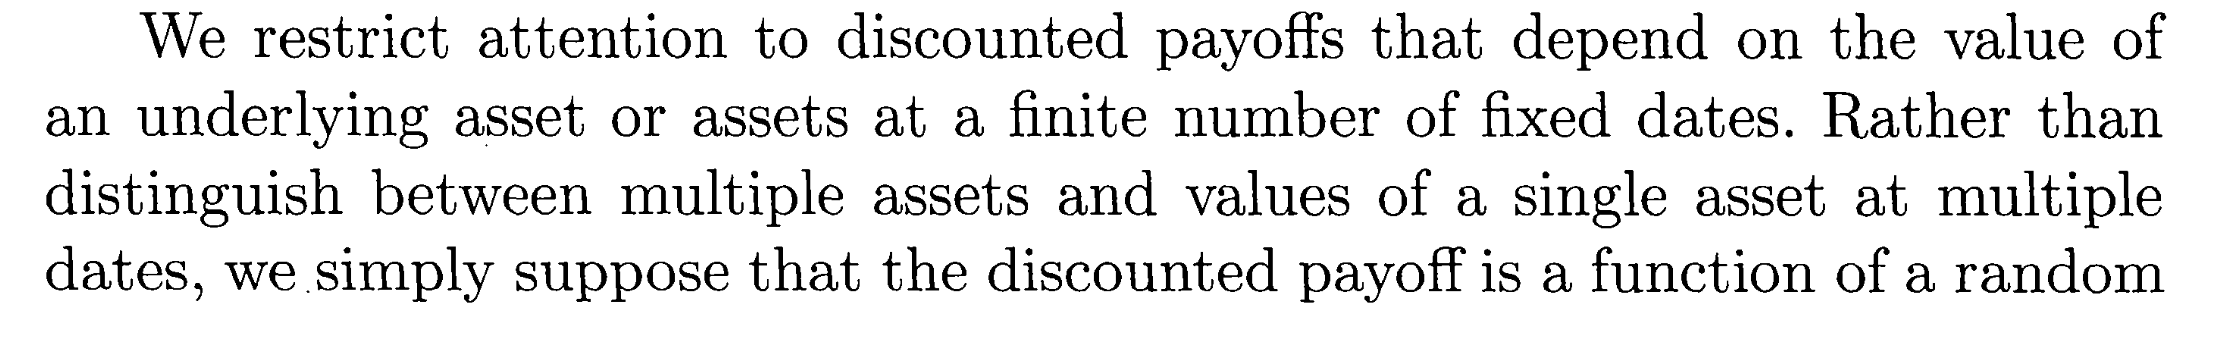 We restrict attention to discounted payoffs that depend on the value of
an underlying asset or assets at a finite number of fixed dates. Rather than
distinguish between multiple assets and values of a single asset at multiple
dates, we simply suppose that the discounted payoff is a function of a random